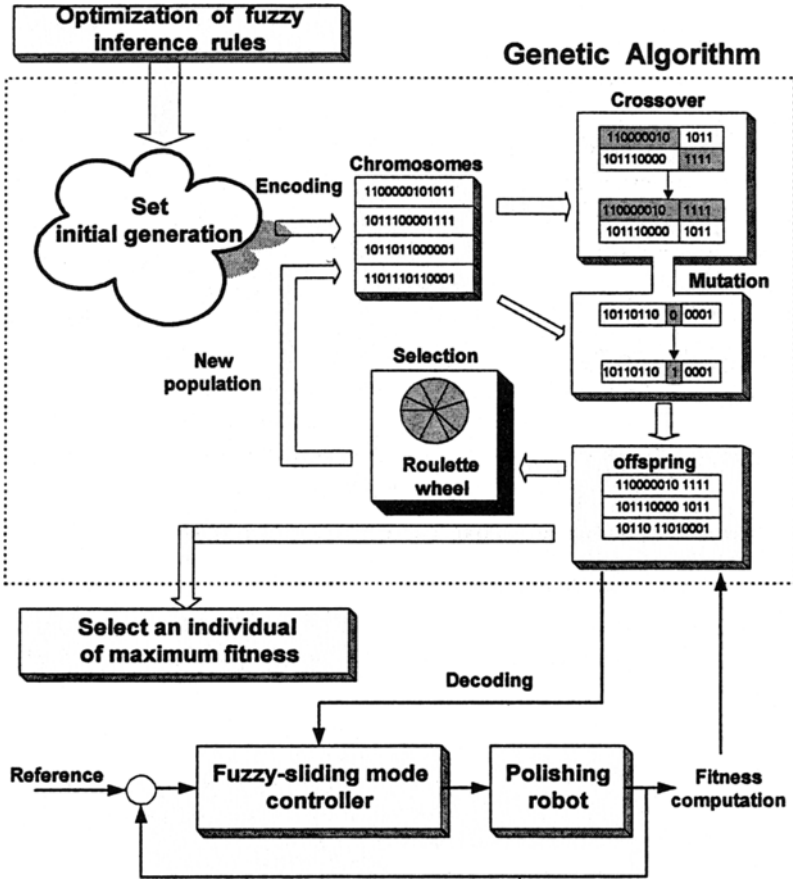 Optimization of fuzzy
inference rules
Genetic Algorithm
Crossover
110000010 1011
101110000 1111
110000010 1111
101110000 1011
Chromosomes
1100000101011
1011100001111
1011011000001
1101110110001
Encoding
Set
initial generation
Mutation
10110110 0 0001
10110110 1 0001
New
population
Selection
Roulette
wheel
offspring
110000010 1111
101110000 1011
10110 11010001
Select an individual
of maximum fitness
Decoding
Reference
Fuzzy-sliding mode
controller
Polishing
robot
Fitness
computation